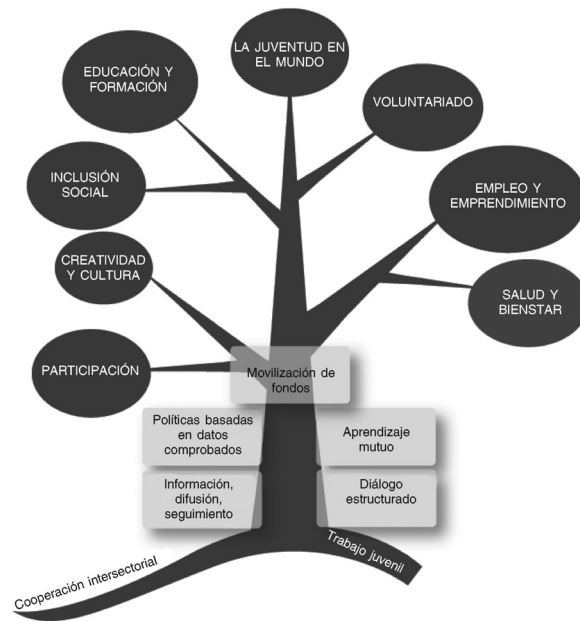 LA JUVENTUD EN
EL MUNDO
EDUCACIÓN Y
FORMACIÓN
VOLUNTARIADO
INCLUSIÓN
SOCIAL
EMPLEO Y
EMPRENDIMIENTO
CREATIVIDAD
Y CULTURA
SALUD Y
BIENSTAR
PARTICIPACIÓN
Movilización de
fondos
Políticas basadas
en datos
comprobados
Aprendizaje
mutuo
Información,
difusión,
seguimiento
Diálogo
estructurado
Cooperación intersectorial
Trabajo juvenil